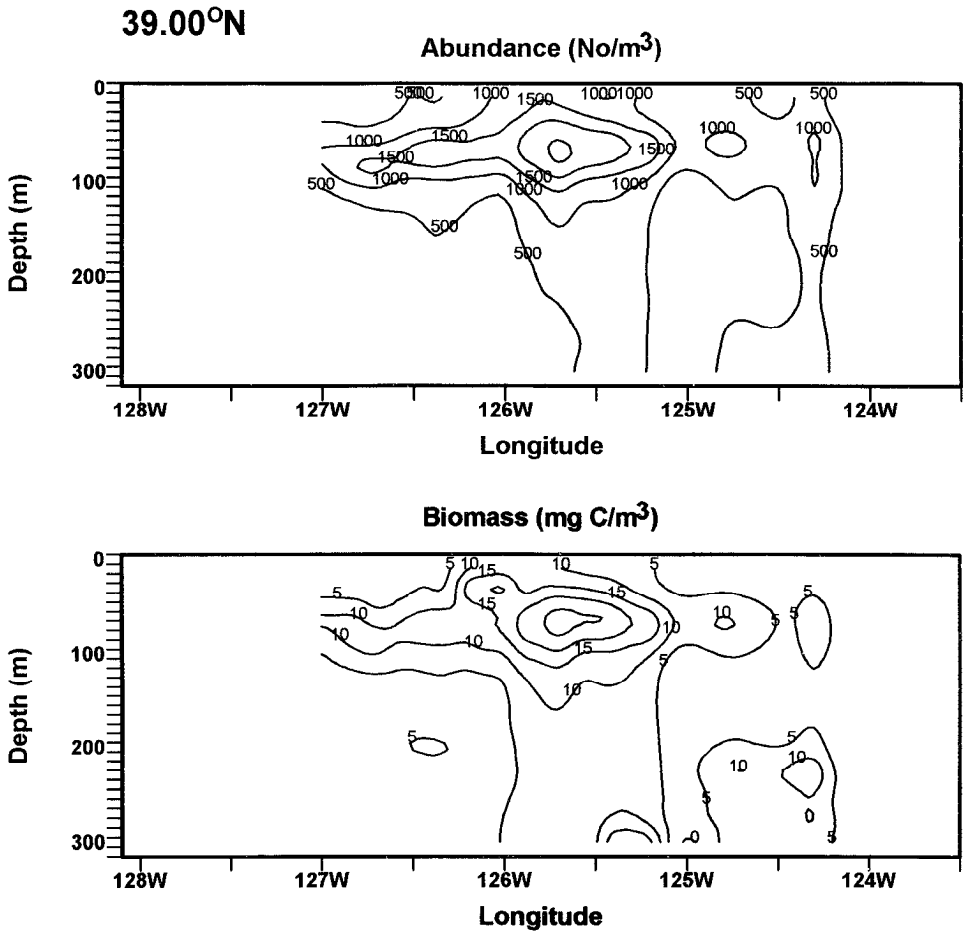 39.00°N
Abundance (No/m³)
0 500 500 1000 1500 1000 1000 500 500
1000 1500 1000 1000
1500 1500
100 500 1000 1500 1000 1000
500
500 500
200
300
Depth (m)
128W 127W 126W 125W 124W
Longitude
Biomass (mg C/m³)
0 5 10 15 10 5
5 15 5
10 15 10 5 5
10 10 15 10
100 5
10
200 5 5
10 10
5
300 0 5
Depth (m)
128W 127W 126W 125W 124W
Longitude